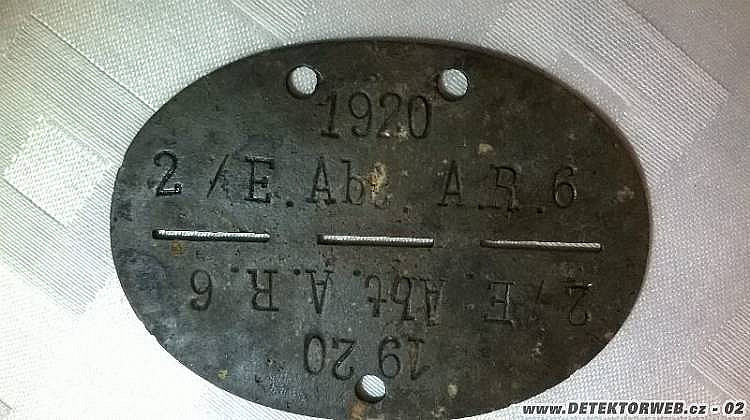 1920
2/E.Abt. A.R.6
2/E. Abt. A.R.6
1920
www.DETEKTORWEB.cz - 02